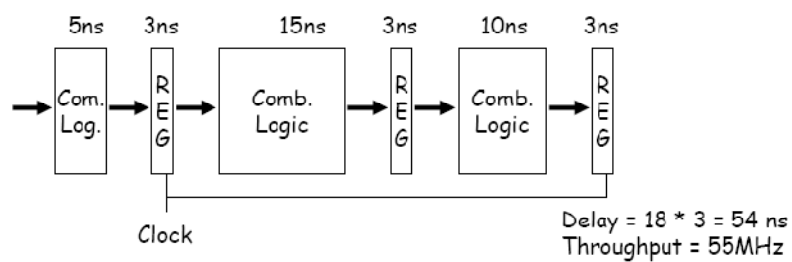 5ns 3ns 15ns 3ns 10ns 3ns
Com.
Log.
R
E
G
Comb.
Logic
R
E
G
Comb.
Logic
R
E
G
Clock
Delay = 18 * 3 = 54 ns
Throughput = 55MHz